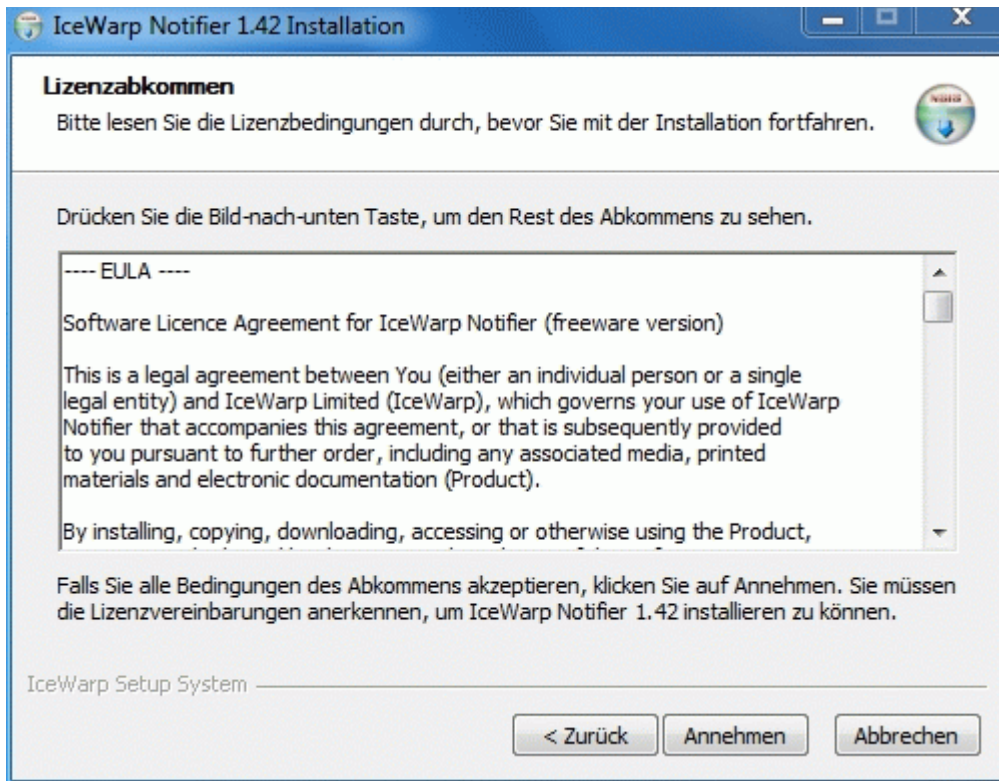 IceWarp Notifier 1.42 Installation
Lizenzabkommen
Bitte lesen Sie die Lizenzbedingungen durch, bevor Sie mit der Installation fortfahren.
Drücken Sie die Bild-nach-unten Taste, um den Rest des Abkommens zu sehen.
---- EULA ----
Software Licence Agreement for IceWarp Notifier (freeware version)
This is a legal agreement between You (either an individual person or a single
legal entity) and IceWarp Limited (IceWarp), which governs your use of IceWarp
Notifier that accompanies this agreement, or that is subsequently provided
to you pursuant to further order, including any associated media, printed
materials and electronic documentation (Product).
By installing, copying, downloading, accessing or otherwise using the Product,
Falls Sie alle Bedingungen des Abkommens akzeptieren, klicken Sie auf Annehmen. Sie müssen
die Lizenzvereinbarungen anerkennen, um IceWarp Notifier 1.42 installieren zu können.
IceWarp Setup System
< Zurück
Annehmen
Abbrechen